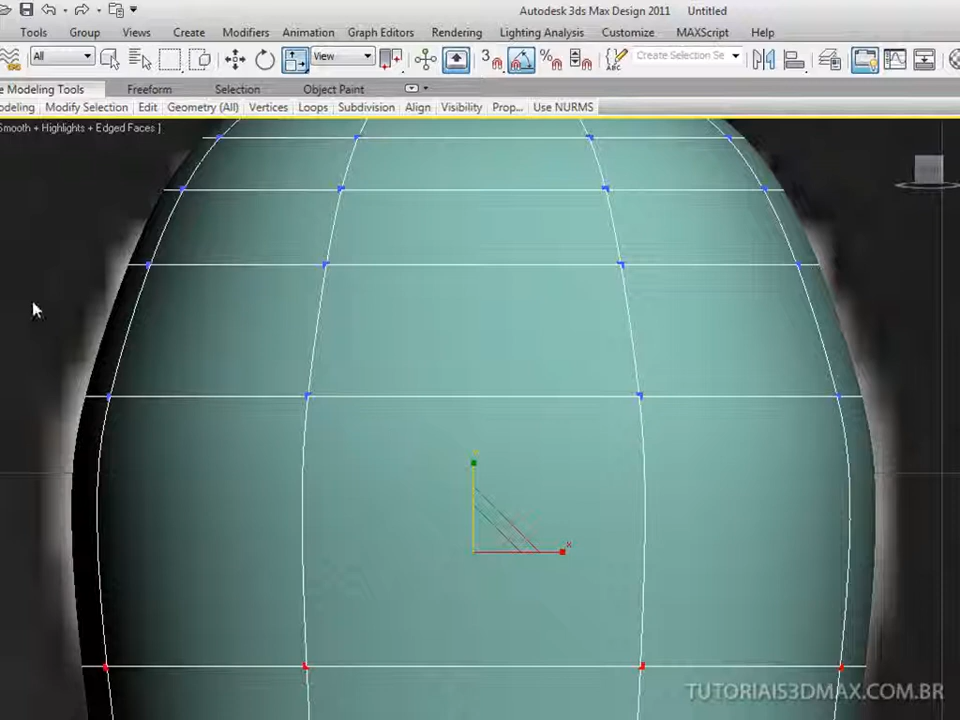 Autodesk 3ds Max Design 2011 Untitled
Tools Group Views Create Modifiers Animation Graph Editors Rendering Lighting Analysis Customize MAXScript Help
All View 3 % ABC Create Selection Se
e Modeling Tools Freeform Selection Object Paint
odeling Modify Selection Edit Geometry (All) Vertices Loops Subdivision Align Visibility Prop... Use NURMS
Smooth + Highlights + Edged Faces ]
x
TUTORIAIS3DMAX.COM.BR